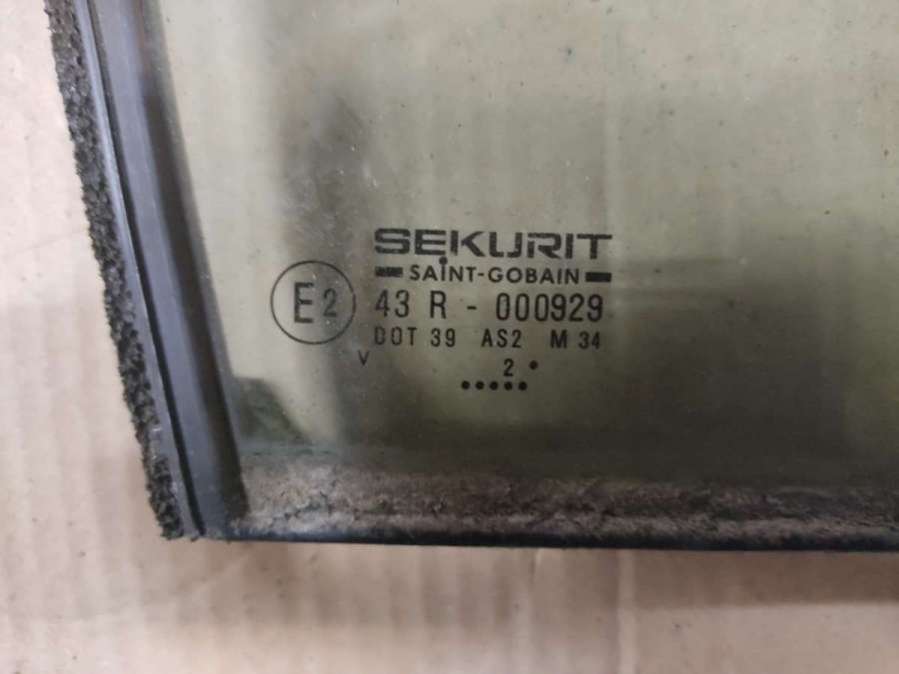 SEKURIT
SAINT-GOBAIN
E2
43 R - 000929
DOT 39 AS2 M 34
V
2